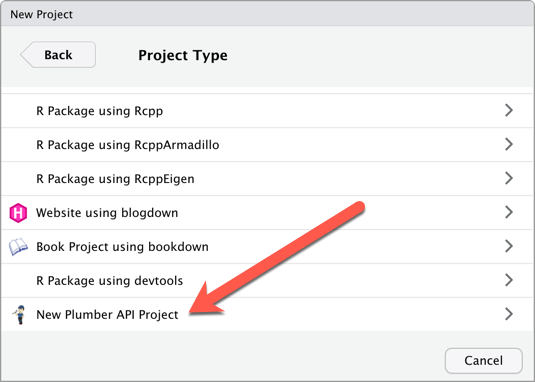 New Project
Back
Project Type
R Package using Rcpp
R Package using RcppArmadillo
R Package using RcppEigen
H Website using blogdown
Book Project using bookdown
R Package using devtools
New Plumber API Project
Cancel